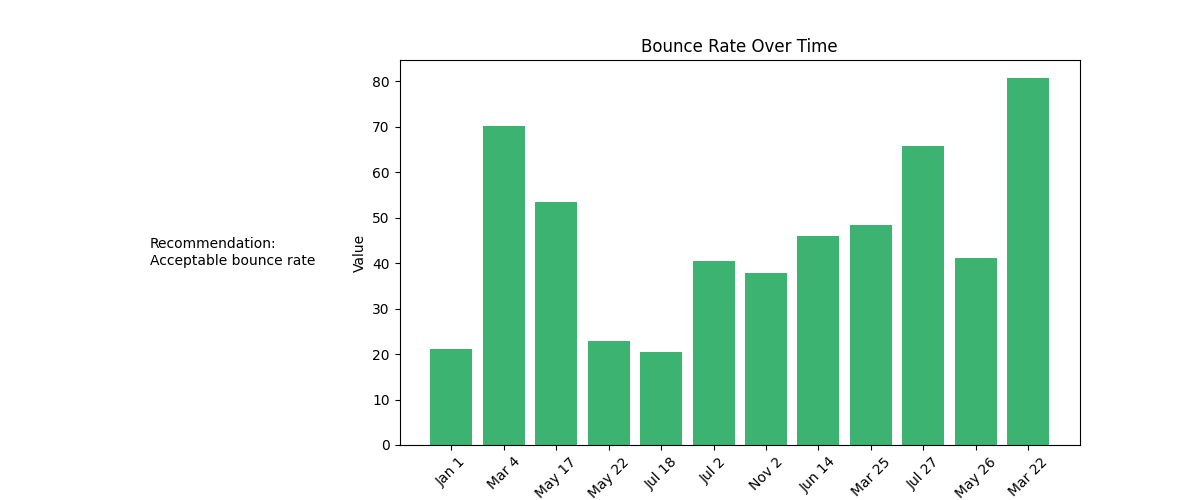 Bounce Rate Over Time
Recommendation:
Acceptable bounce rate
Value
80
70
60
50
40
30
20
10
0
Jan 1
Mar 4
May 17
May 22
Jul 18
Jul 2
Nov 2
Jun 14
Mar 25
Jul 27
May 26
Mar 22